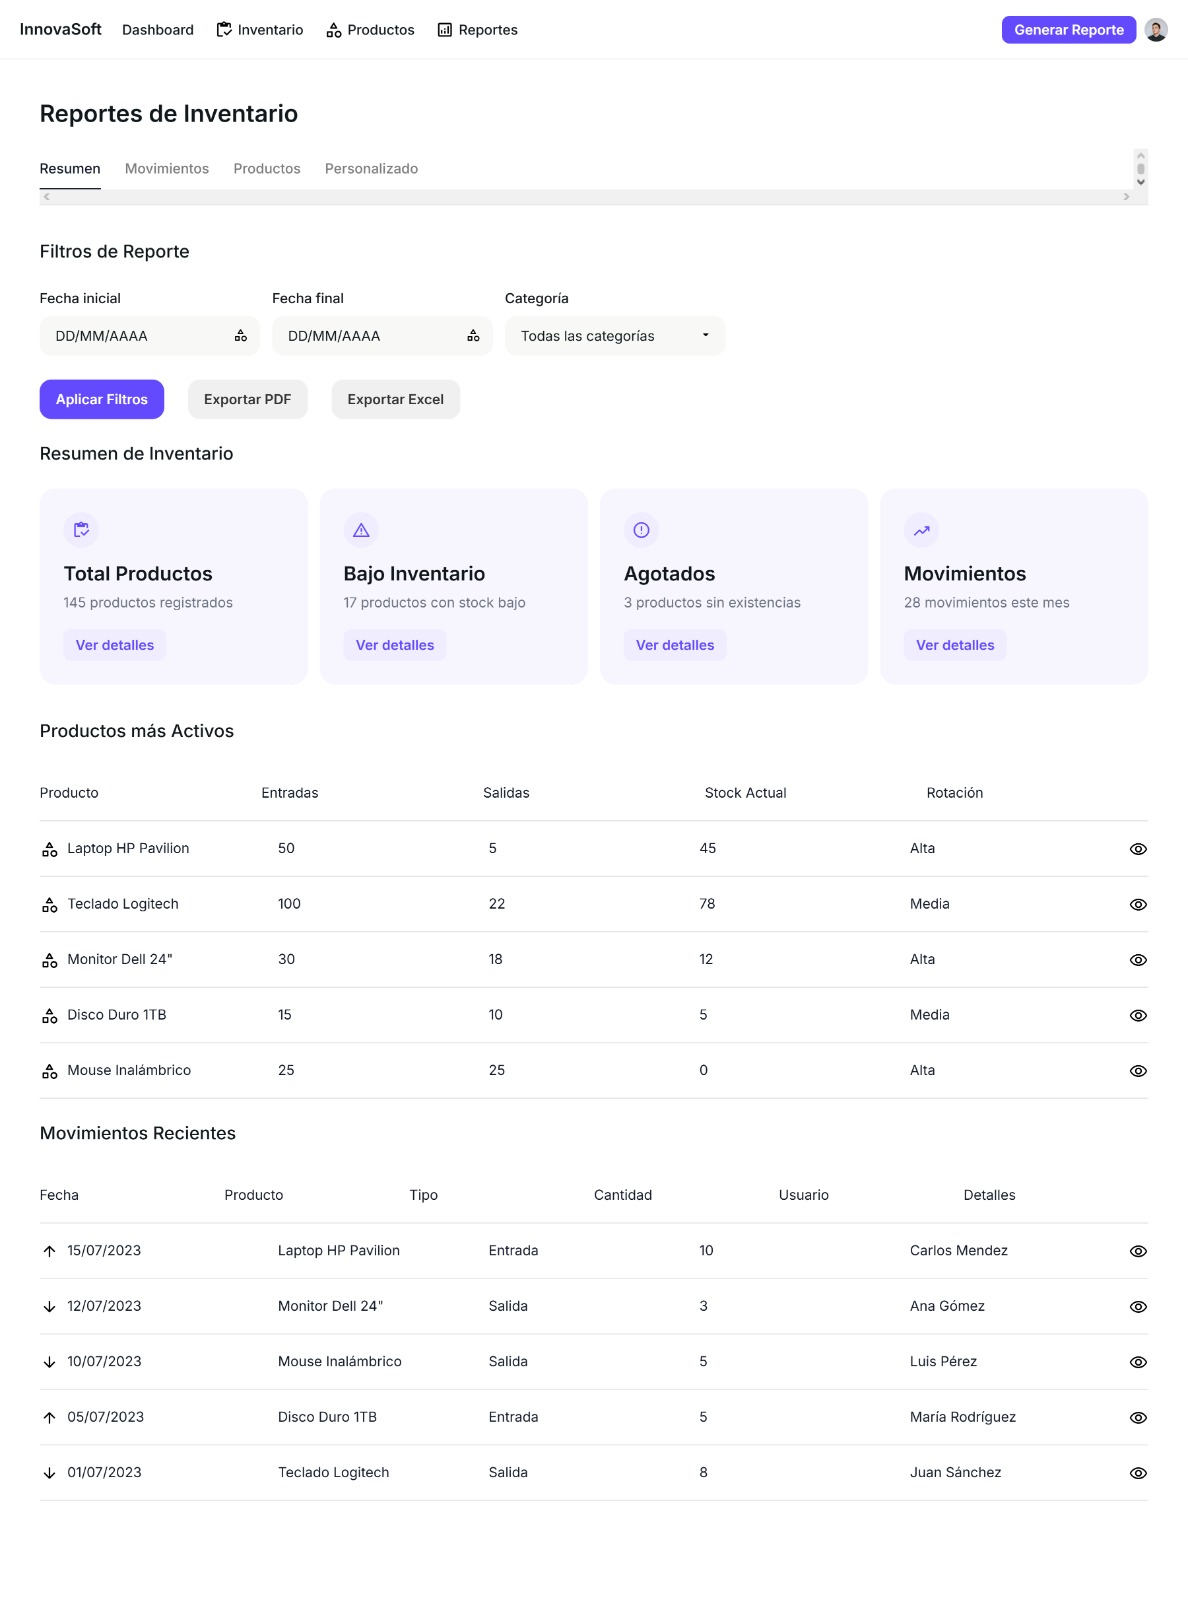 InnovaSoft Dashboard Inventario Productos Reportes Generar Reporte
Reportes de Inventario
Resumen Movimientos Productos Personalizado
Filtros de Reporte
Fecha inicial Fecha final Categoría
DD/MM/AAAA DD/MM/AAAA Todas las categorías
Aplicar Filtros Exportar PDF Exportar Excel
Resumen de Inventario
Total Productos Bajo Inventario Agotados Movimientos
145 productos registrados 17 productos con stock bajo 3 productos sin existencias 28 movimientos este mes
Ver detalles Ver detalles Ver detalles Ver detalles
Productos más Activos
Producto Entradas Salidas Stock Actual Rotación
Laptop HP Pavilion 50 5 45 Alta
Teclado Logitech 100 22 78 Media
Monitor Dell 24" 30 18 12 Alta
Disco Duro 1TB 15 10 5 Media
Mouse Inalámbrico 25 25 0 Alta
Movimientos Recientes
Fecha Producto Tipo Cantidad Usuario Detalles
15/07/2023 Laptop HP Pavilion Entrada 10 Carlos Mendez
12/07/2023 Monitor Dell 24" Salida 3 Ana Gómez
10/07/2023 Mouse Inalámbrico Salida 5 Luis Pérez
05/07/2023 Disco Duro 1TB Entrada 5 María Rodríguez
01/07/2023 Teclado Logitech Salida 8 Juan Sánchez